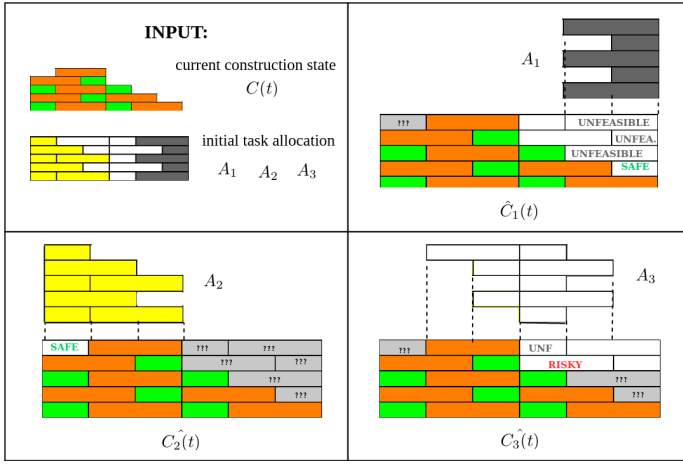 INPUT:
current construction state
C(t)
initial task allocation
A₁ A₂ A₃
A₁
??? UNFEASIBLE
UNFEA.
UNFEASIBLE
SAFE
Ĉ₁(t)
A₂
SAFE ??? ???
??? ???
???
???
C₂̂(t)
A₃
??? UNF
RISKY
???
???
C₃̂(t)